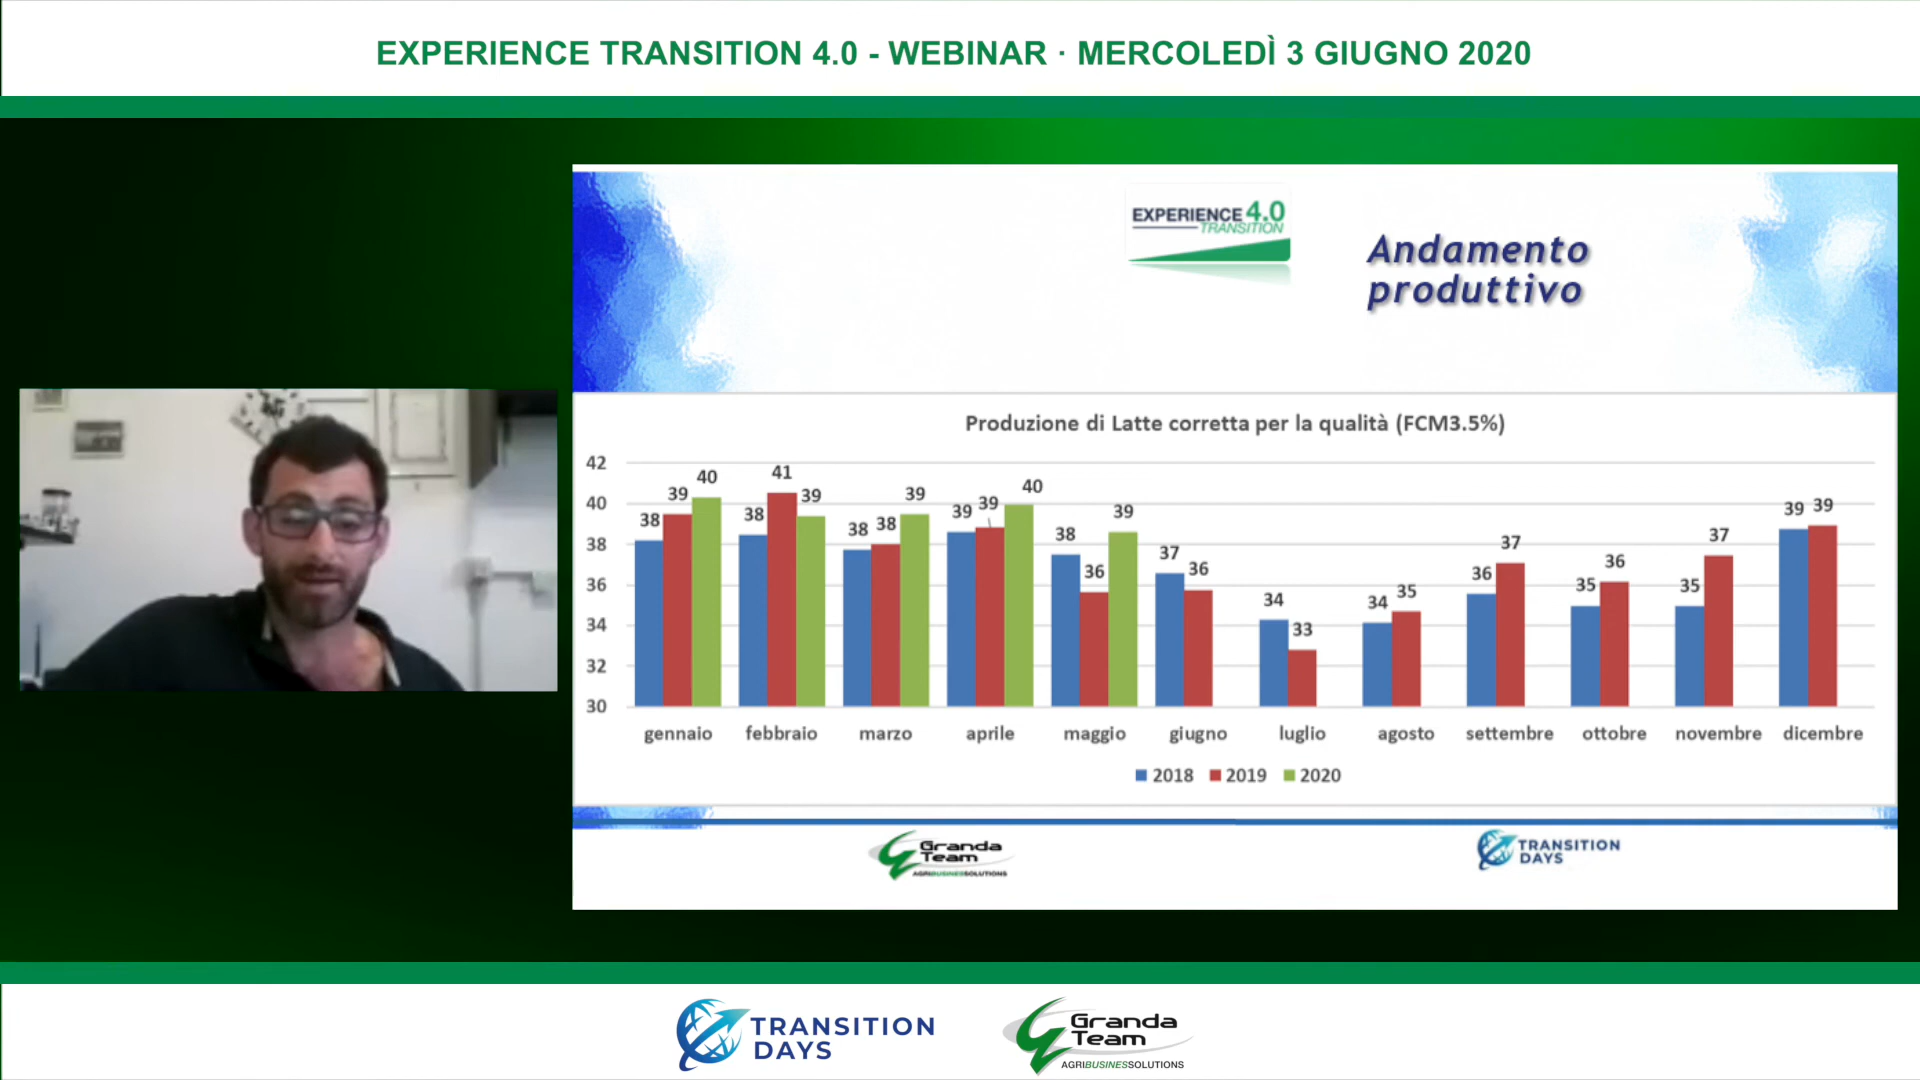 EXPERIENCE TRANSITION 4.0 - WEBINAR · MERCOLEDÌ 3 GIUGNO 2020
EXPERIENCE 4.0
TRANSITION
Andamento
produttivo
Produzione di Latte corretta per la qualità (FCM3.5%)
42
40
38
36
34
32
30
38 39 40
38 41 39
38 38 39
39 39 40
38 36 39
37 36
34 33
34 35
36 37
35 36
35 37
39 39
gennaio febbraio marzo aprile maggio giugno luglio agosto settembre ottobre novembre dicembre
2018 2019 2020
Granda
Team
AGRIBUSINESSOLUTIONS
TRANSITION
DAYS
TRANSITION
DAYS
Granda
Team
AGRIBUSINESSOLUTIONS